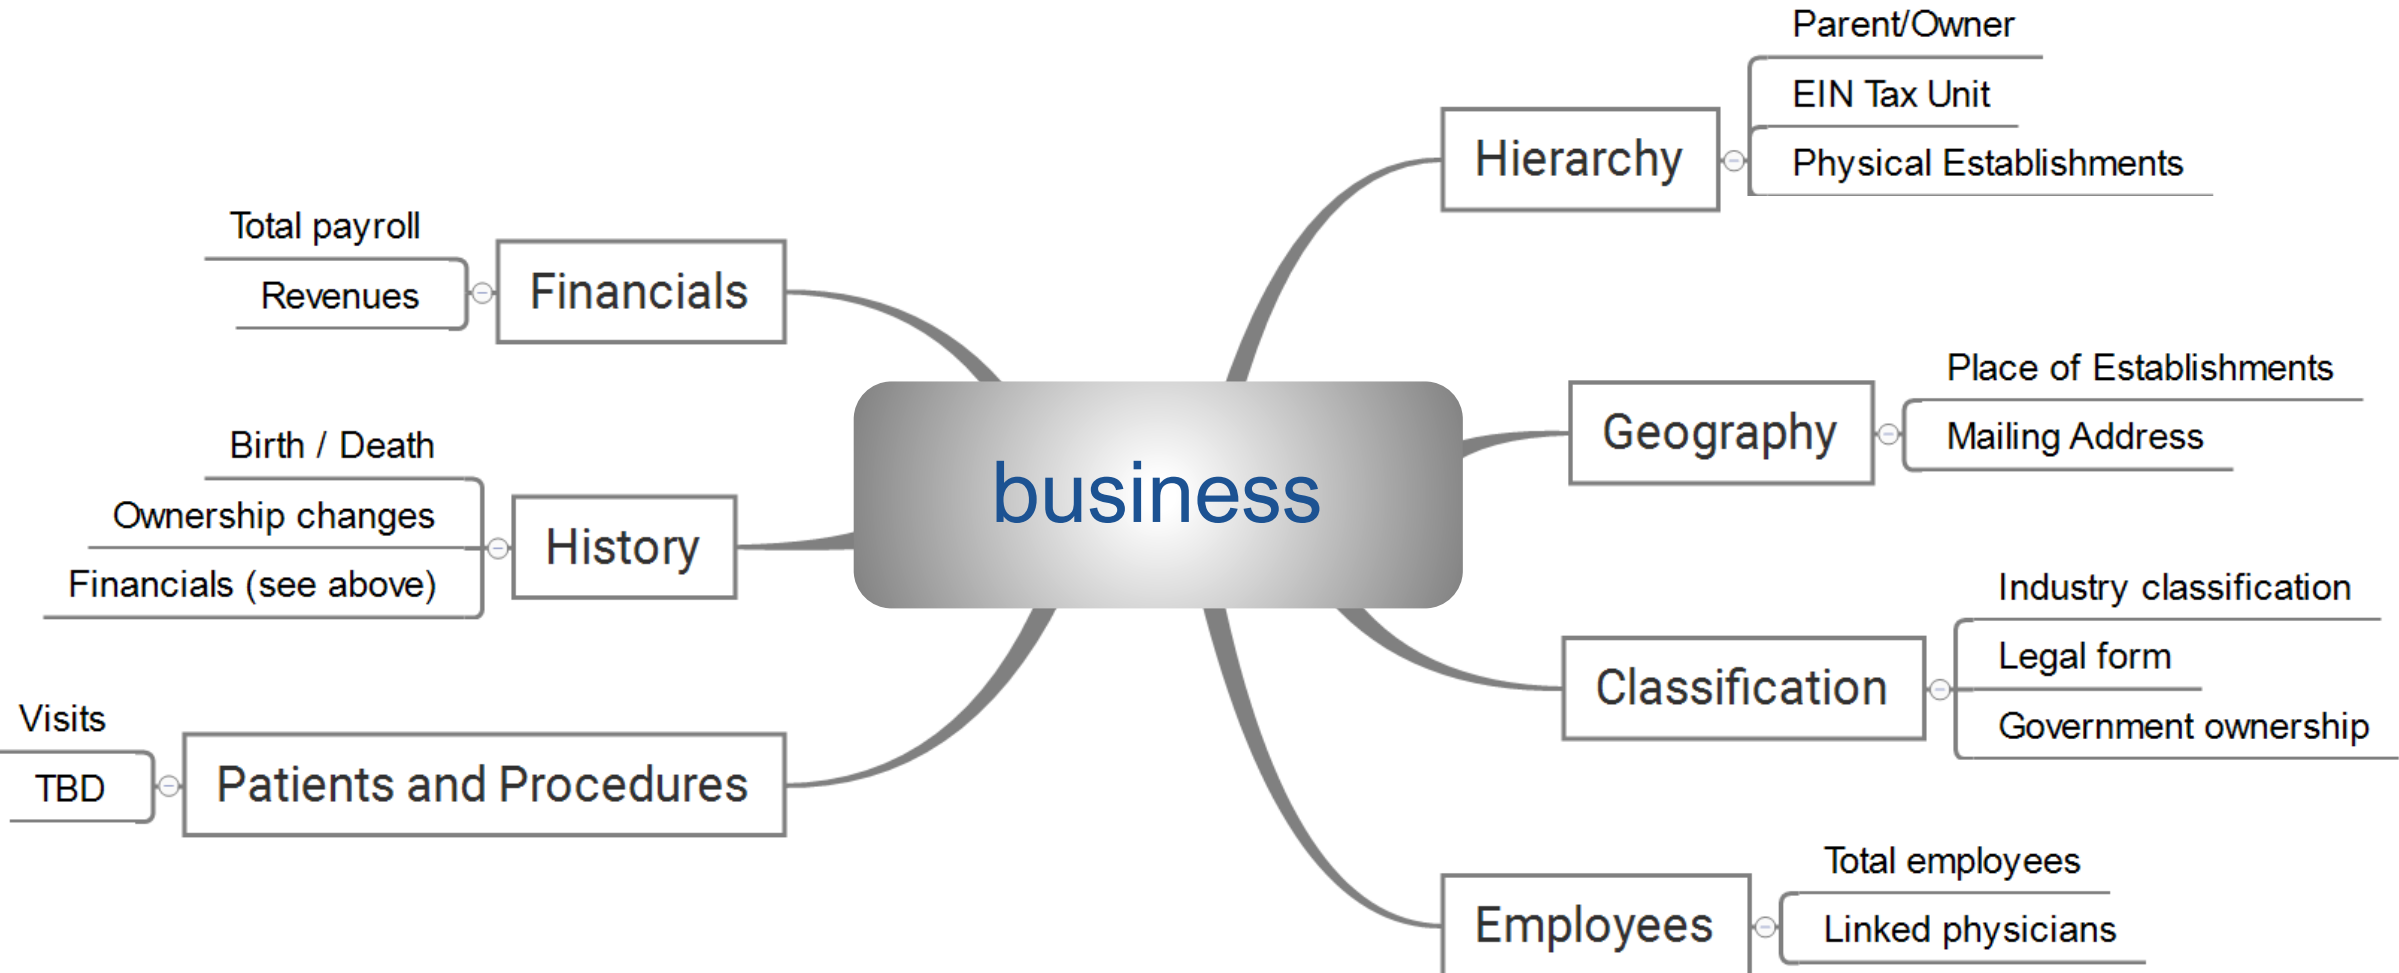 business
Hierarchy
Parent/Owner
EIN Tax Unit
Physical Establishments
Geography
Place of Establishments
Mailing Address
Classification
Industry classification
Legal form
Government ownership
Employees
Total employees
Linked physicians
Financials
Total payroll
Revenues
History
Birth / Death
Ownership changes
Financials (see above)
Patients and Procedures
Visits
TBD